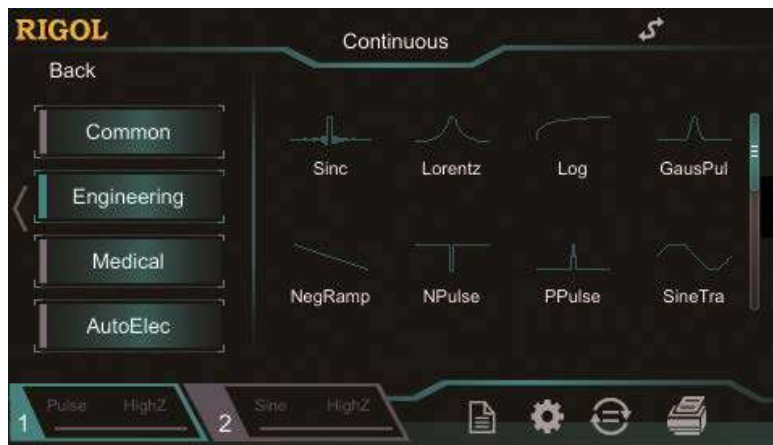 RIGOL
Continuous
Back
Common
Engineering
Medical
AutoElec
Sinc Lorentz Log GausPul
NegRamp NPulse PPulse SineTra
1 Pulse HighZ 2 Sine HighZ